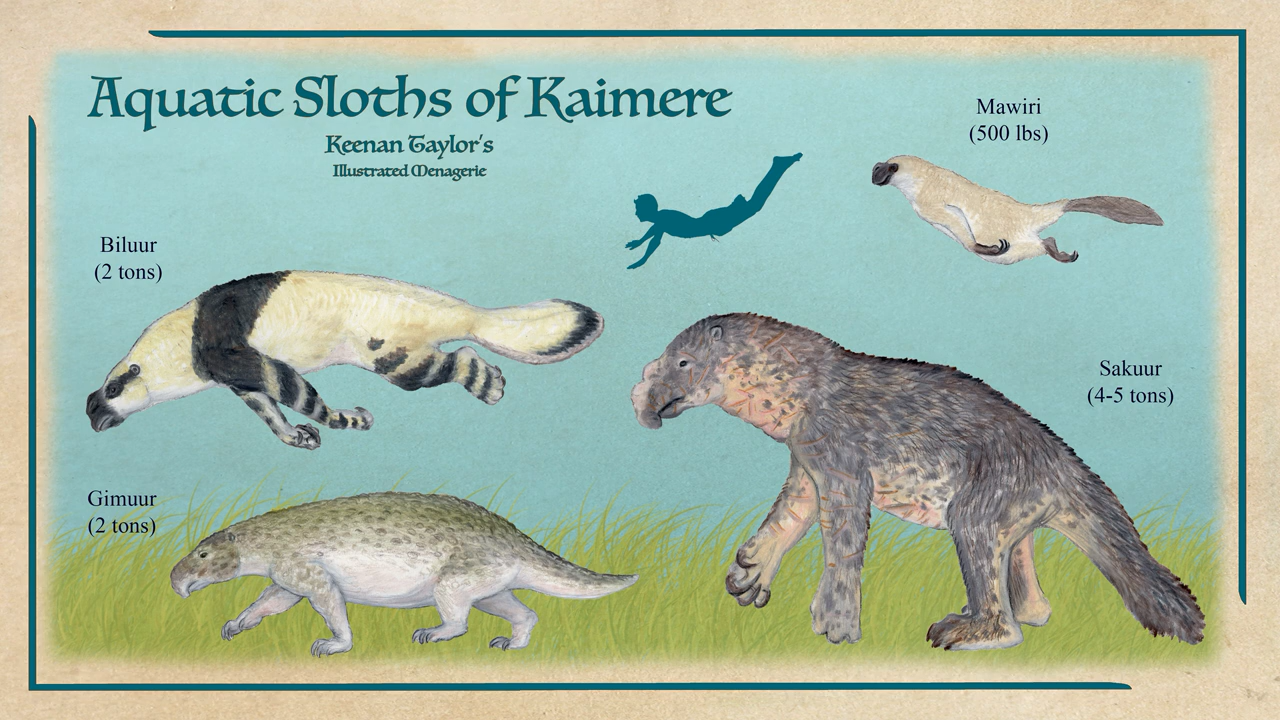 Aquatic Sloths of Kaimere
Keenan Taylor's
Illustrated Menagerie
Mawiri
(500 lbs)
Biluur
(2 tons)
Sakuur
(4-5 tons)
Gimuur
(2 tons)